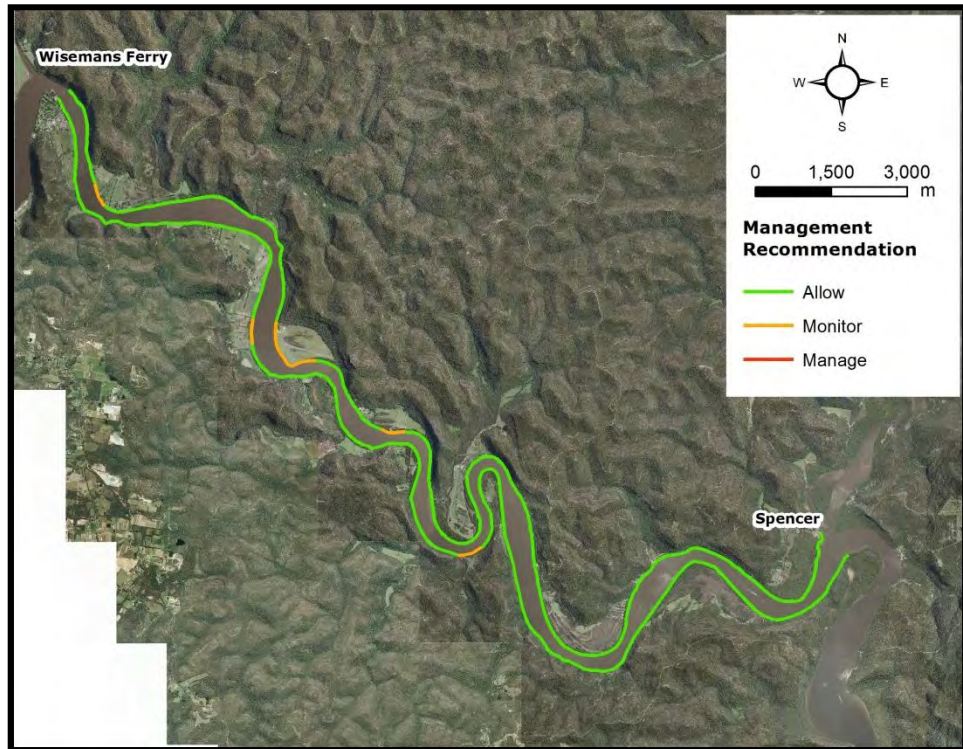 Wisemans Ferry
N
W
E
S
0 1,500 3,000
m
Management
Recommendation
Allow
Monitor
Manage
Spencer